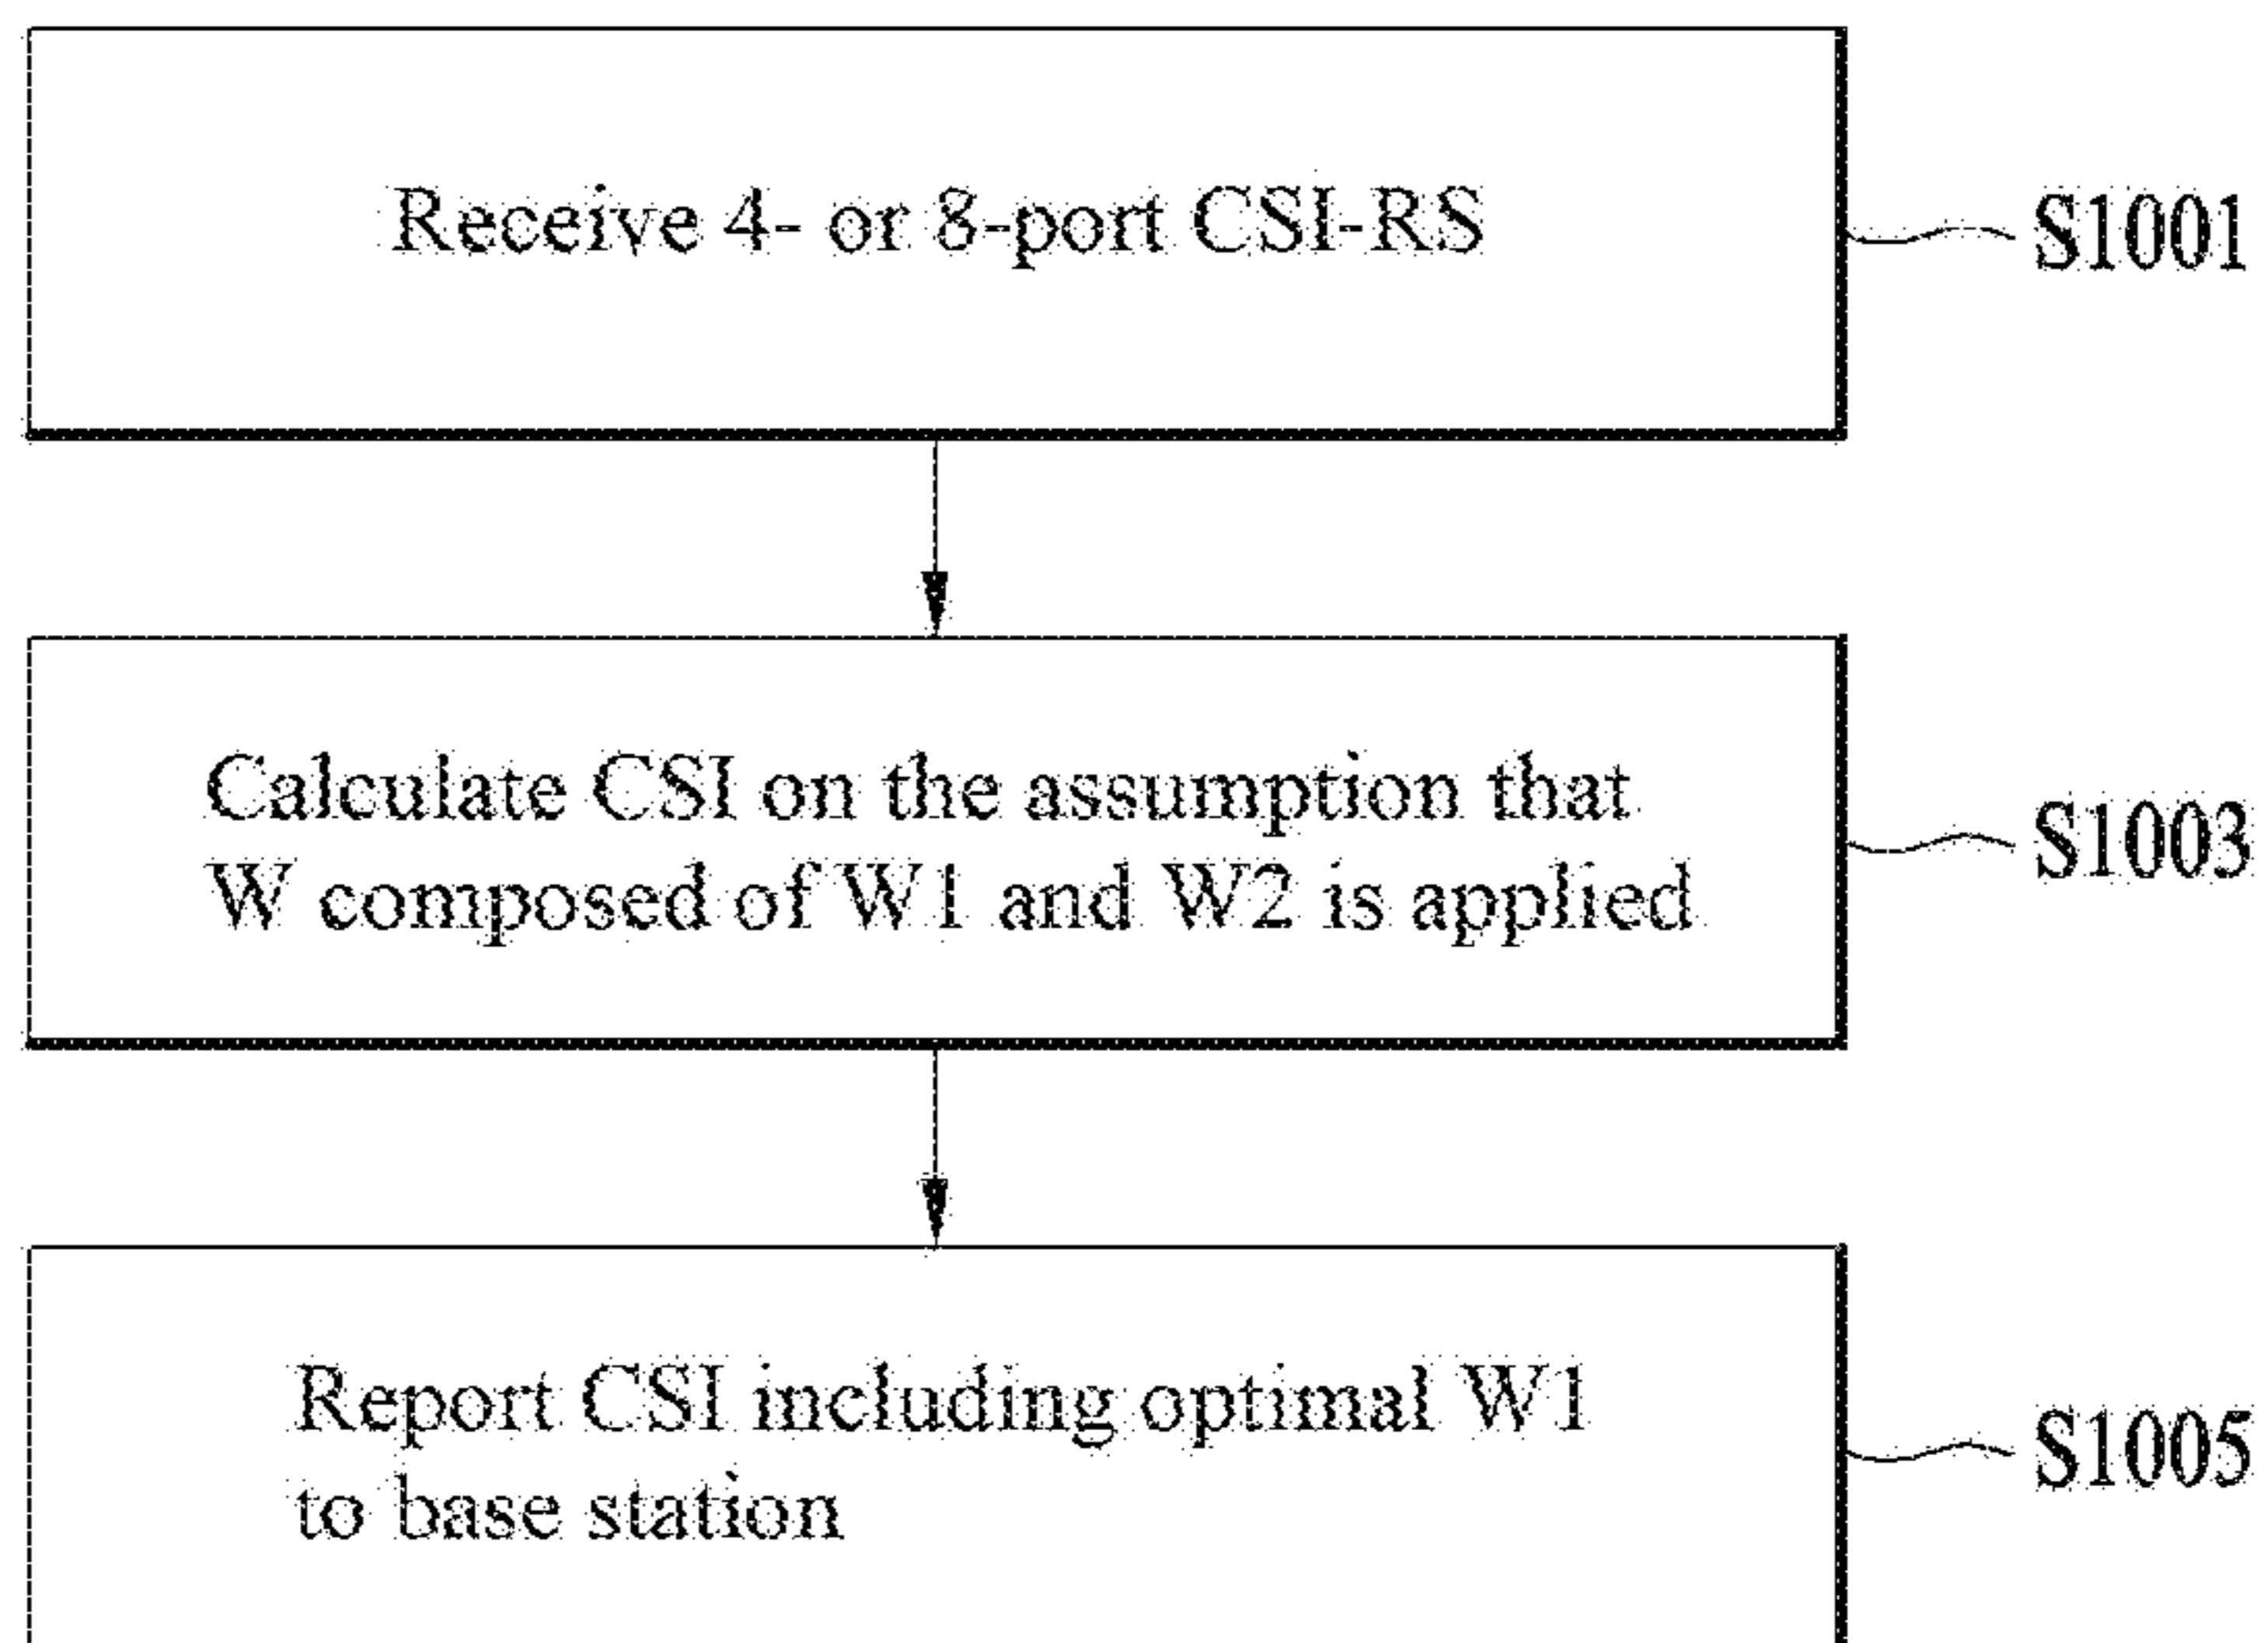 Receive 4- or 8-port CSI-RS
S1001
Calculate CSI on the assumption that
W composed of W1 and W2 is applied
S1003
Report CSI including optimal W1
to base station
S1005